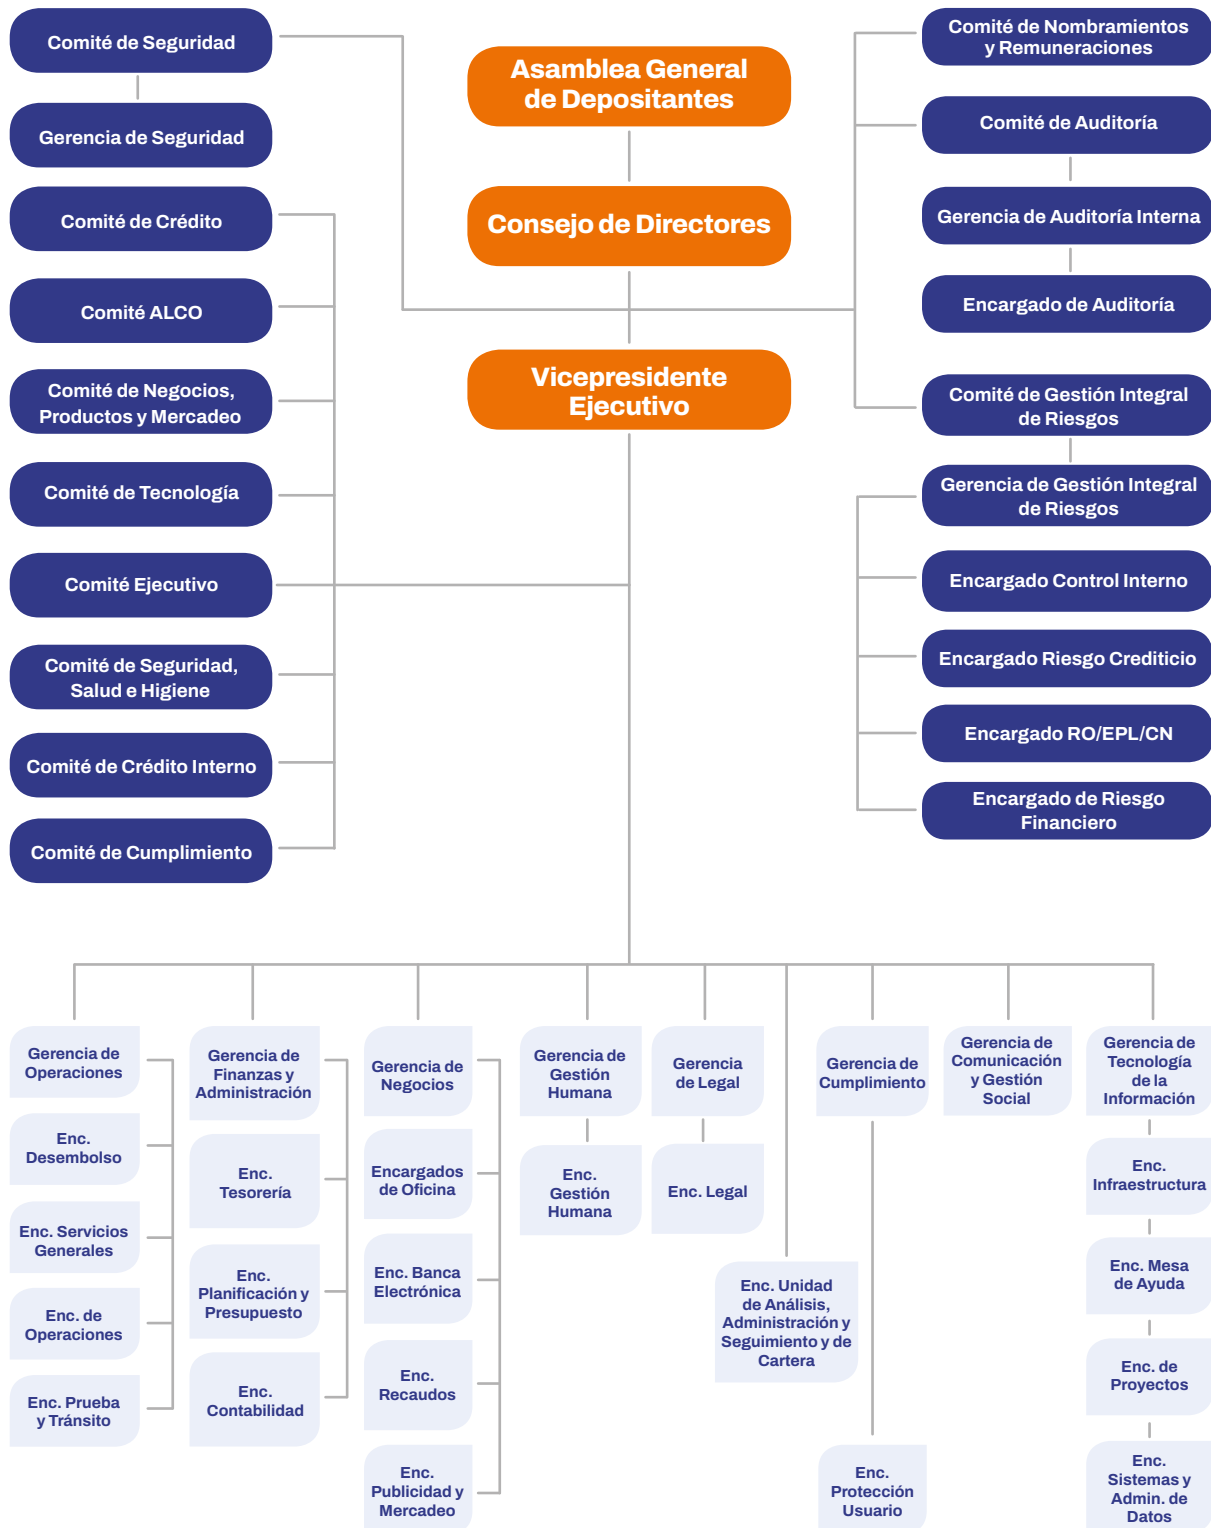 Comité de Seguridad
Gerencia de Seguridad
Comité de Crédito
Comité ALCO
Comité de Negocios,
Productos y Mercadeo
Comité de Tecnología
Comité Ejecutivo
Comité de Seguridad,
Salud e Higiene
Comité de Crédito Interno
Comité de Cumplimiento
Asamblea General
de Depositantes
Consejo de Directores
Vicepresidente
Ejecutivo
Comité de Nombramientos
y Remuneraciones
Comité de Auditoría
Gerencia de Auditoría Interna
Encargado de Auditoría
Comité de Gestión Integral
de Riesgos
Gerencia de Gestión Integral
de Riesgos
Encargado Control Interno
Encargado Riesgo Crediticio
Encargado RO/EPL/CN
Encargado de Riesgo
Financiero
Gerencia de
Operaciones
Enc.
Desembolso
Enc. Servicios
Generales
Enc. de
Operaciones
Enc. Prueba
y Tránsito
Gerencia de
Finanzas y
Administración
Enc.
Tesorería
Enc.
Planificación y
Presupuesto
Enc.
Contabilidad
Gerencia de
Negocios
Encargados
de Oficina
Enc. Banca
Electrónica
Enc.
Recaudos
Enc.
Publicidad y
Mercadeo
Gerencia de
Gestión
Humana
Enc.
Gestión
Humana
Gerencia
de Legal
Enc. Legal
Enc. Unidad
de Análisis,
Administración y
Seguimiento y de
Cartera
Gerencia de
Cumplimiento
Enc.
Protección
Usuario
Gerencia de
Comunicación
y Gestión
Social
Gerencia de
Tecnología
de la
Información
Enc.
Infraestructura
Enc. Mesa
de Ayuda
Enc. de
Proyectos
Enc.
Sistemas y
Admin. de
Datos